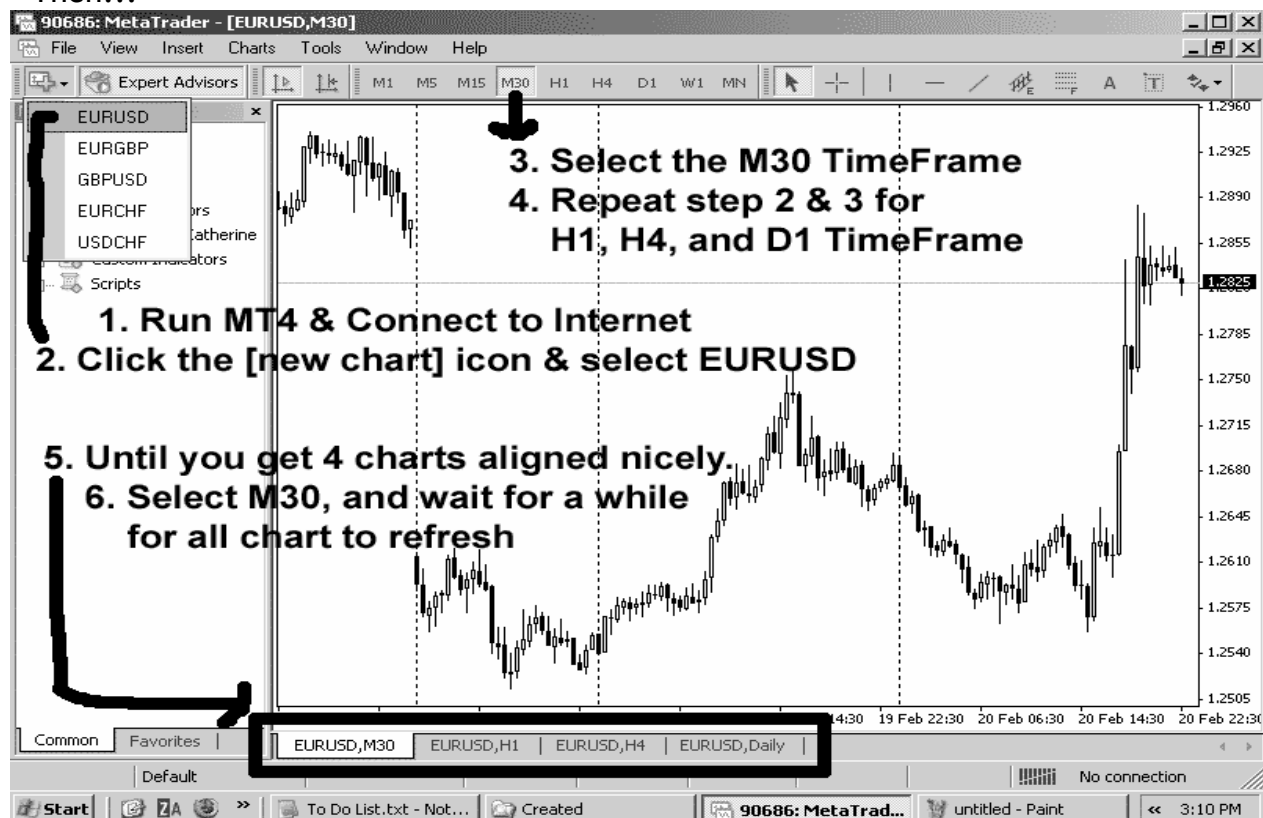 90686: MetaTrader - [EURUSD,M30]
File View Insert Charts Tools Window Help
Expert Advisors M1 M5 M15 M30 H1 H4 D1 W1 MN E F A T
EURUSD
EURGBP
GBPUSD
EURCHF
USDCHF
Scripts
3. Select the M30 TimeFrame
4. Repeat step 2 & 3 for
H1, H4, and D1 TimeFrame
1. Run MT4 & Connect to Internet
2. Click the [new chart] icon & select EURUSD
5. Until you get 4 charts aligned nicely.
6. Select M30, and wait for a while
for all chart to refresh
1.2960
1.2925
1.2890
1.2855
1.2825
1.2785
1.2750
1.2715
1.2680
1.2645
1.2610
1.2575
1.2540
1.2505
14:30 19 Feb 22:30 20 Feb 06:30 20 Feb 14:30 20 Feb 22:30
Common Favorites
EURUSD,M30 EURUSD,H1 EURUSD,H4 EURUSD,Daily
Default No connection
Start ZA To Do List.txt - Not... Created 90686: MetaTrad... untitled - Paint 3:10 PM